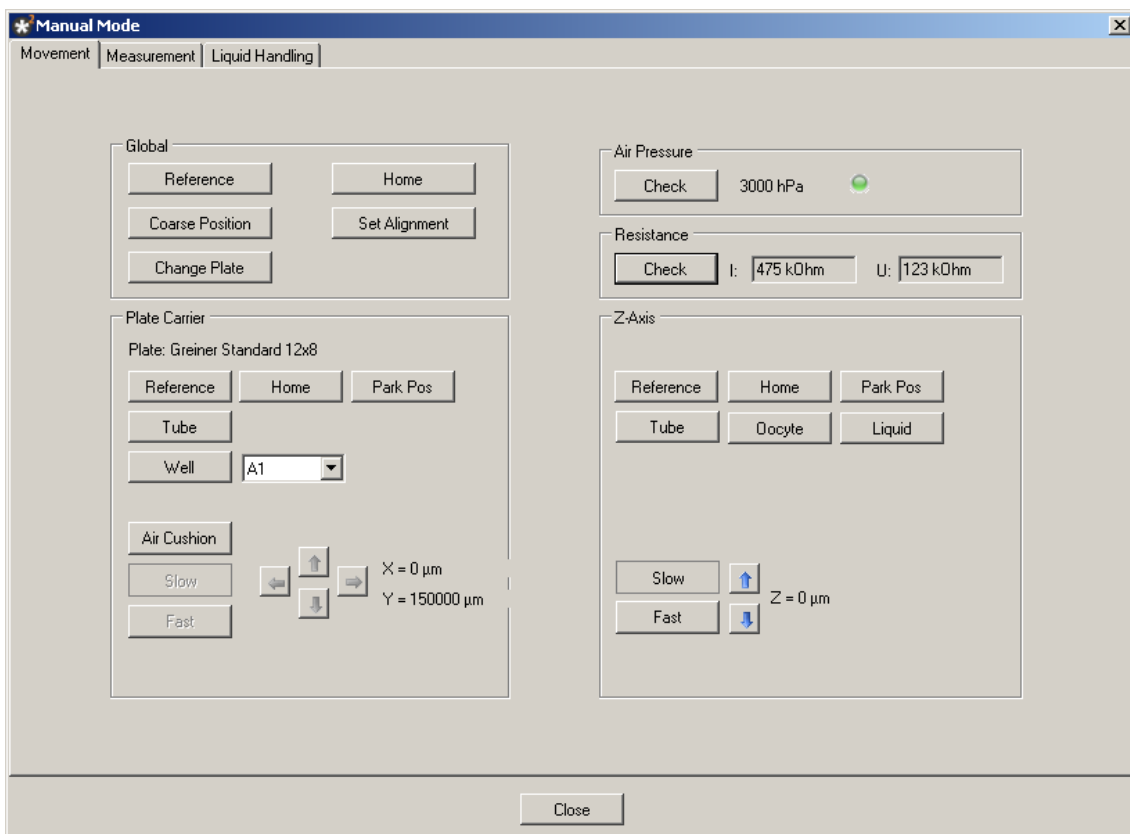 Manual Mode
Movement Measurement Liquid Handling
Global
Reference Home
Coarse Position Set Alignment
Change Plate
Air Pressure
Check 3000 hPa
Resistance
Check I: 475 kOhm U: 123 kOhm
Plate Carrier
Plate: Greiner Standard 12x8
Reference Home Park Pos
Tube
Well A1
Air Cushion
Slow
Fast
X = 0 µm
Y = 150000 µm
Z-Axis
Reference Home Park Pos
Tube Oocyte Liquid
Slow
Fast
Z = 0 µm
Close